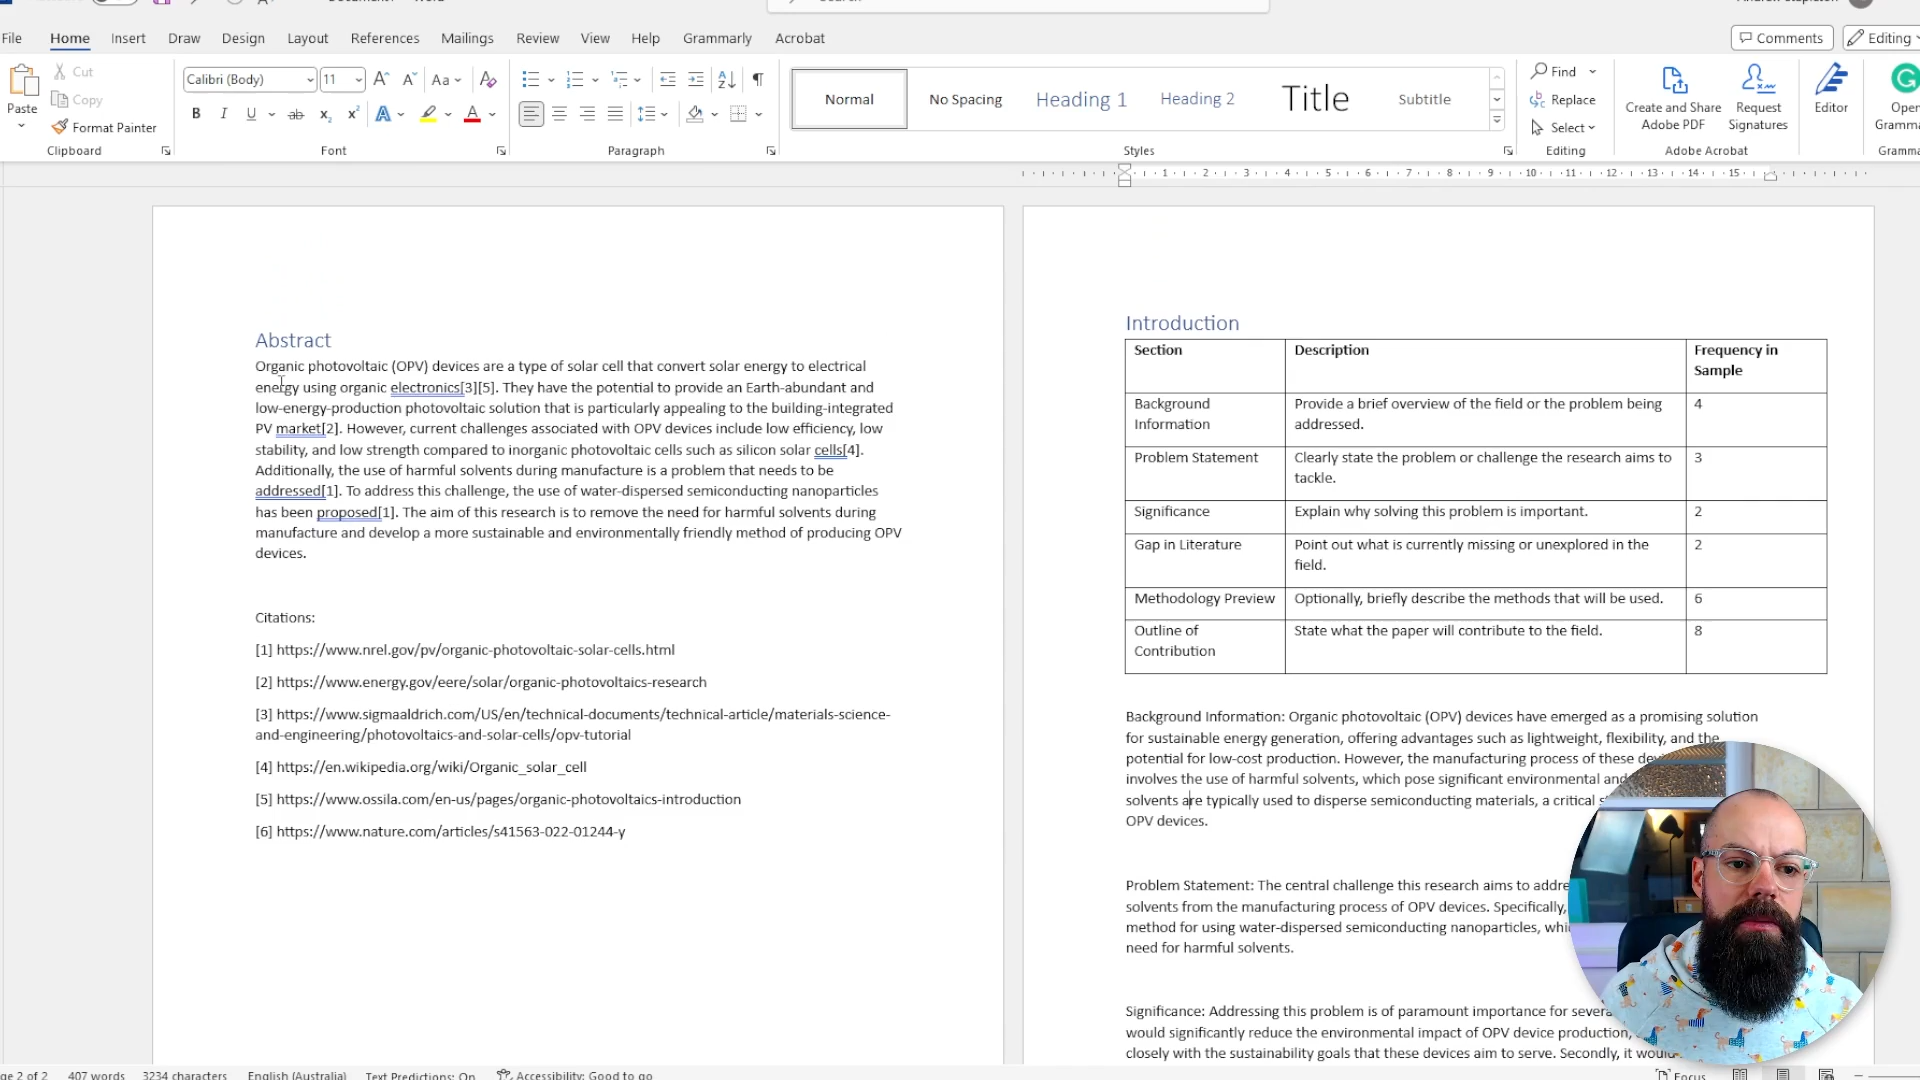 File Home Insert Draw Design Layout References Mailings Review View Help Grammarly Acrobat Comments Editing
Paste
Cut
Copy
Format Painter
Calibri (Body) 11
Normal No Spacing Heading 1 Heading 2 Title Subtitle
Find
Replace
Select
Create and Share
Adobe PDF
Request
Signatures
Editor
Open
Clipboard Font Paragraph Styles Editing Adobe Acrobat
1 2 3 4 5 6 7 8 9 10 11 12 13 14 15
Abstract
Organic photovoltaic (OPV) devices are a type of solar cell that convert solar energy to electrical
energy using organic electronics[3][5]. They have the potential to provide an Earth-abundant and
low-energy-production photovoltaic solution that is particularly appealing to the building-integrated
PV market[2]. However, current challenges associated with OPV devices include low efficiency, low
stability, and low strength compared to inorganic photovoltaic cells such as silicon solar cells[4].
Additionally, the use of harmful solvents during manufacture is a problem that needs to be
addressed[1]. To address this challenge, the use of water-dispersed semiconducting nanoparticles
has been proposed[1]. The aim of this research is to remove the need for harmful solvents during
manufacture and develop a more sustainable and environmentally friendly method of producing OPV
devices.
Citations:
[1] https://www.nrel.gov/pv/organic-photovoltaic-solar-cells.html
[2] https://www.energy.gov/eere/solar/organic-photovoltaics-research
[3] https://www.sigmaaldrich.com/US/en/technical-documents/technical-article/materials-science-
and-engineering/photovoltaics-and-solar-cells/opv-tutorial
[4] https://en.wikipedia.org/wiki/Organic_solar_cell
[5] https://www.ossila.com/en-us/pages/organic-photovoltaics-introduction
[6] https://www.nature.com/articles/s41563-022-01244-y
Introduction
Section Description Frequency in
Sample
Background
Information
Provide a brief overview of the field or the problem being
addressed.
4
Problem Statement
Clearly state the problem or challenge the research aims to
tackle.
3
Significance Explain why solving this problem is important. 2
Gap in Literature
Point out what is currently missing or unexplored in the
field.
2
Methodology Preview Optionally, briefly describe the methods that will be used. 6
Outline of
Contribution
State what the paper will contribute to the field.
8
Background Information: Organic photovoltaic (OPV) devices have emerged as a promising solution
for sustainable energy generation, offering advantages such as lightweight, flexibility, and the
potential for low-cost production. However, the manufacturing process of these
involves the use of harmful solvents, which pose significant environmental and
solvents are typically used to disperse semiconducting materials, a critical
OPV devices.
Problem Statement: The central challenge this research aims to
solvents from the manufacturing process of OPV devices. Specifically,
method for using water-dispersed semiconducting nanoparticles,
need for harmful solvents.
Significance: Addressing this problem is of paramount importance for
would significantly reduce the environmental impact of OPV device production,
closely with the sustainability goals that these devices aim to serve. Secondly, it
2 of 2 407 words 3234 characters English (Australia) Text Predictions: On Accessibility: Good to go Focus